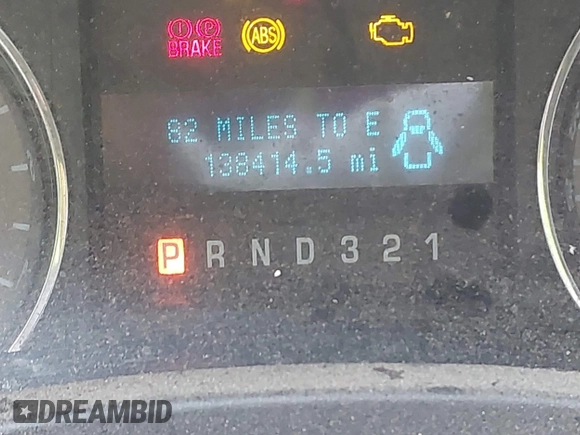 BRAKE
ABS
82 MILES TO E
138414.5 mi
P R N D 3 2 1
DREAMBID